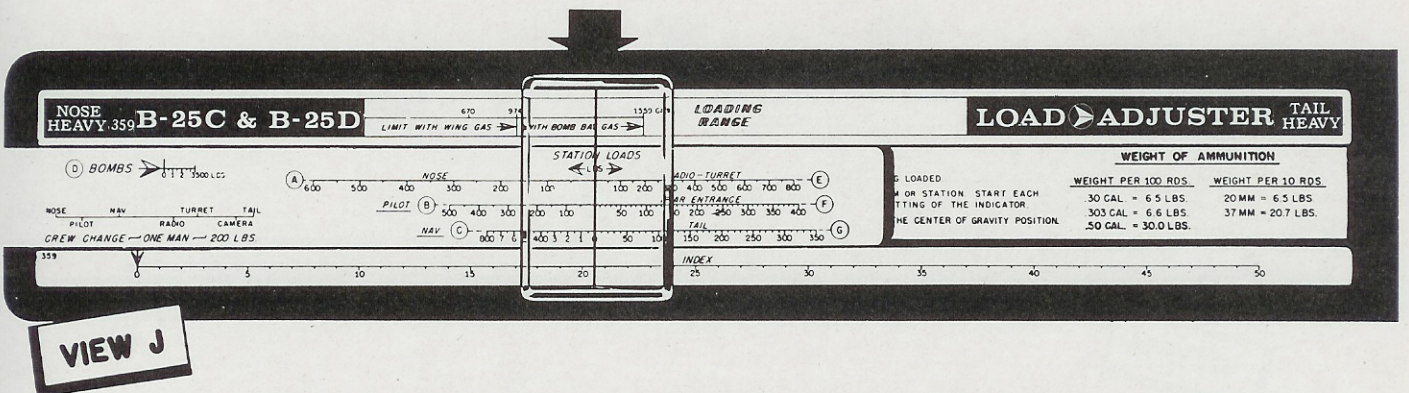 NOSE HEAVY .359 B-25C & B-25D
670 1559
LIMIT WITH WING GAS WITH BOMB BAY GAS
LOADING RANGE
LOAD ADJUSTER TAIL HEAVY
D BOMBS 0 1 2 3500 LBS
STATION LOADS
LBS
A NOSE 600 500 400 300 200 100 100 200 400 500 600 700 800 E
PILOT B 500 400 300 200 100 50 100 200 250 300 350 400 F
AR ENTRANCE
NAV C 800 7 6 4 3 2 1 0 50 100 TAIL 150 200 250 300 350 G
ADIO-TURRET
NOSE NAV TURRET TAIL
PILOT RADIO CAMERA
CREW CHANGE — ONE MAN — 200 LBS.
G LOADED
M OR STATION. START EACH
TTING OF THE INDICATOR.
HE CENTER OF GRAVITY POSITION.
WEIGHT OF AMMUNITION
WEIGHT PER 100 RDS. WEIGHT PER 10 RDS.
.30 CAL. = 6.5 LBS. 20 MM = 6.5 LBS
.303 CAL. = 6.6 LBS. 37 MM = 20.7 LBS.
.50 CAL. = 30.0 LBS.
359
INDEX
0 5 10 15 20 25 30 35 40 45 50
VIEW J